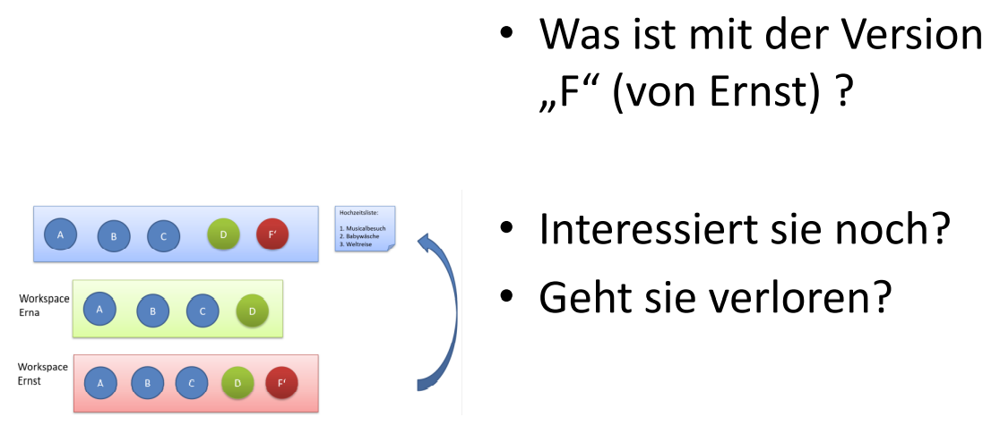 • Was ist mit der Version
„F“ (von Ernst) ?
• Interessiert sie noch?
• Geht sie verloren?
A B C D F'
Hochzeitsliste:
1. Musicalbesuch
2. Babywäsche
3. Weltreise
Workspace
Erna
A B C D
Workspace
Ernst
A B C D F'